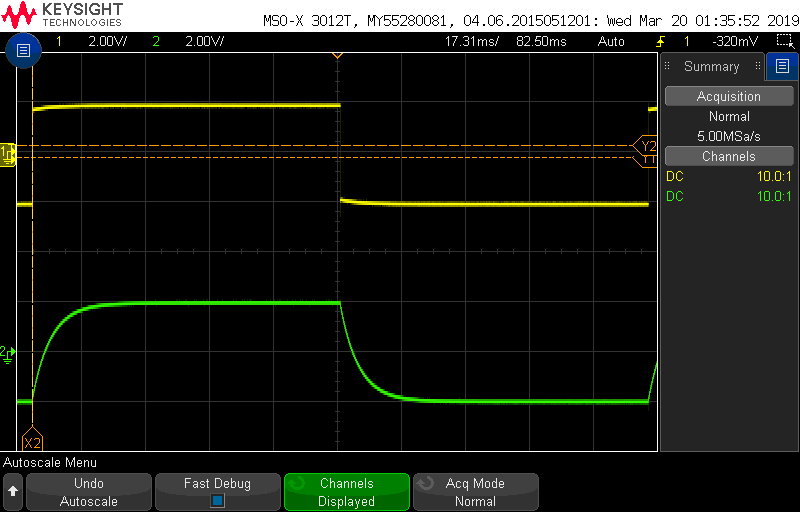 KEYSIGHT
TECHNOLOGIES
MSO-X 3012T, MY55280081, 04.06.2015051201: Wed Mar 20 01:35:52 2019
1 2.00V/ 2 2.00V/ 17.31ms/ 82.50ms Auto 1 -320mV
Summary
Acquisition
Normal
5.00MSa/s
Channels
DC 10.0:1
DC 10.0:1
1
Y2
2
X2
Autoscale Menu
Undo
Autoscale
Fast Debug
Channels
Displayed
Acq Mode
Normal